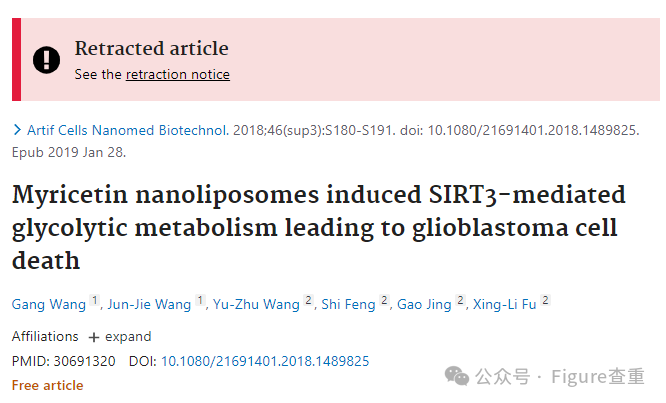 Retracted article
See the retraction notice
Artif Cells Nanomed Biotechnol. 2018;46(sup3):S180-S191. doi: 10.1080/21691401.2018.1489825.
Epub 2019 Jan 28.
Myricetin nanoliposomes induced SIRT3-mediated
glycolytic metabolism leading to glioblastoma cell
death
Gang Wang 1, Jun-Jie Wang 1, Yu-Zhu Wang 2, Shi Feng 2, Gao Jing 2, Xing-Li Fu 2
Affiliations + expand
PMID: 30691320 DOI: 10.1080/21691401.2018.1489825
Free article
公众号 · Figure查重